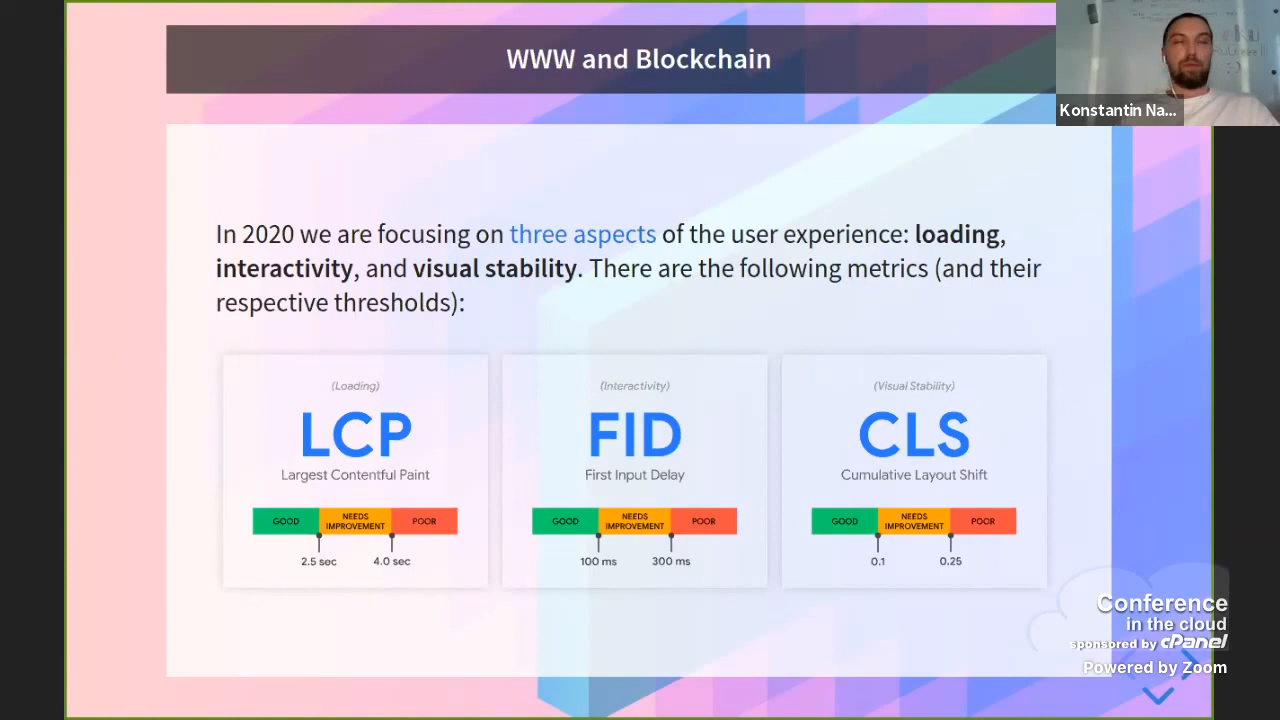 WWW and Blockchain
Konstantin Na...
In 2020 we are focusing on three aspects of the user experience: loading,
interactivity, and visual stability. There are the following metrics (and their
respective thresholds):
(Loading)
LCP
Largest Contentful Paint
GOOD
NEEDS
IMPROVEMENT
POOR
2.5 sec
4.0 sec
(Interactivity)
FID
First Input Delay
GOOD
NEEDS
IMPROVEMENT
POOR
100 ms
300 ms
(Visual Stability)
CLS
Cumulative Layout Shift
GOOD
NEEDS
IMPROVEMENT
POOR
0.1
0.25
Conference
in the cloud
sponsored by cPanel
Powered by Zoom